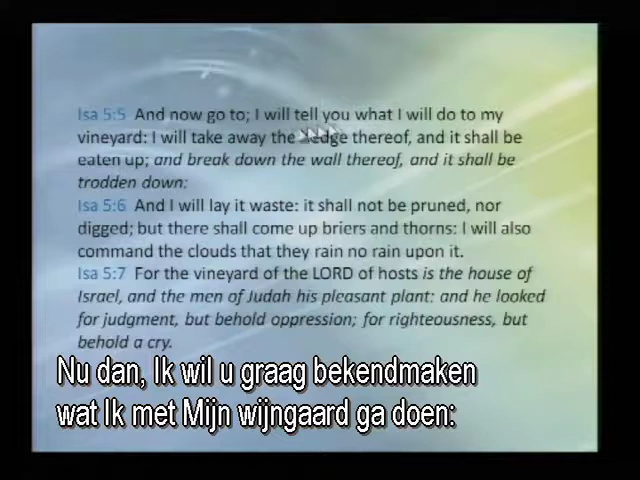 Isa 5:5 And now go to; I will tell you what I will do to my
vineyard: I will take away the hedge thereof, and it shall be
eaten up; and break down the wall thereof, and it shall be
trodden down:
Isa 5:6 And I will lay it waste: it shall not be pruned, nor
digged; but there shall come up briers and thorns: I will also
command the clouds that they rain no rain upon it.
Isa 5:7 For the vineyard of the LORD of hosts is the house of
Israel, and the men of Judah his pleasant plant: and he looked
for judgment, but behold oppression; for righteousness, but
behold a cry.
Nu dan, Ik wil u graag bekendmaken
wat Ik met Mijn wijngaard ga doen: